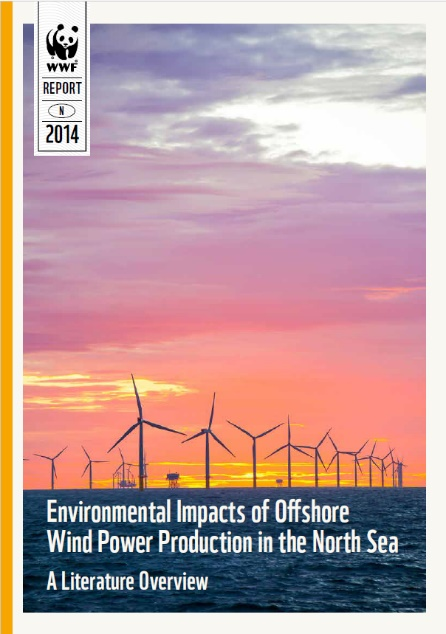 WWF
REPORT
N
2014
Environmental Impacts of Offshore
Wind Power Production in the North Sea
A Literature Overview